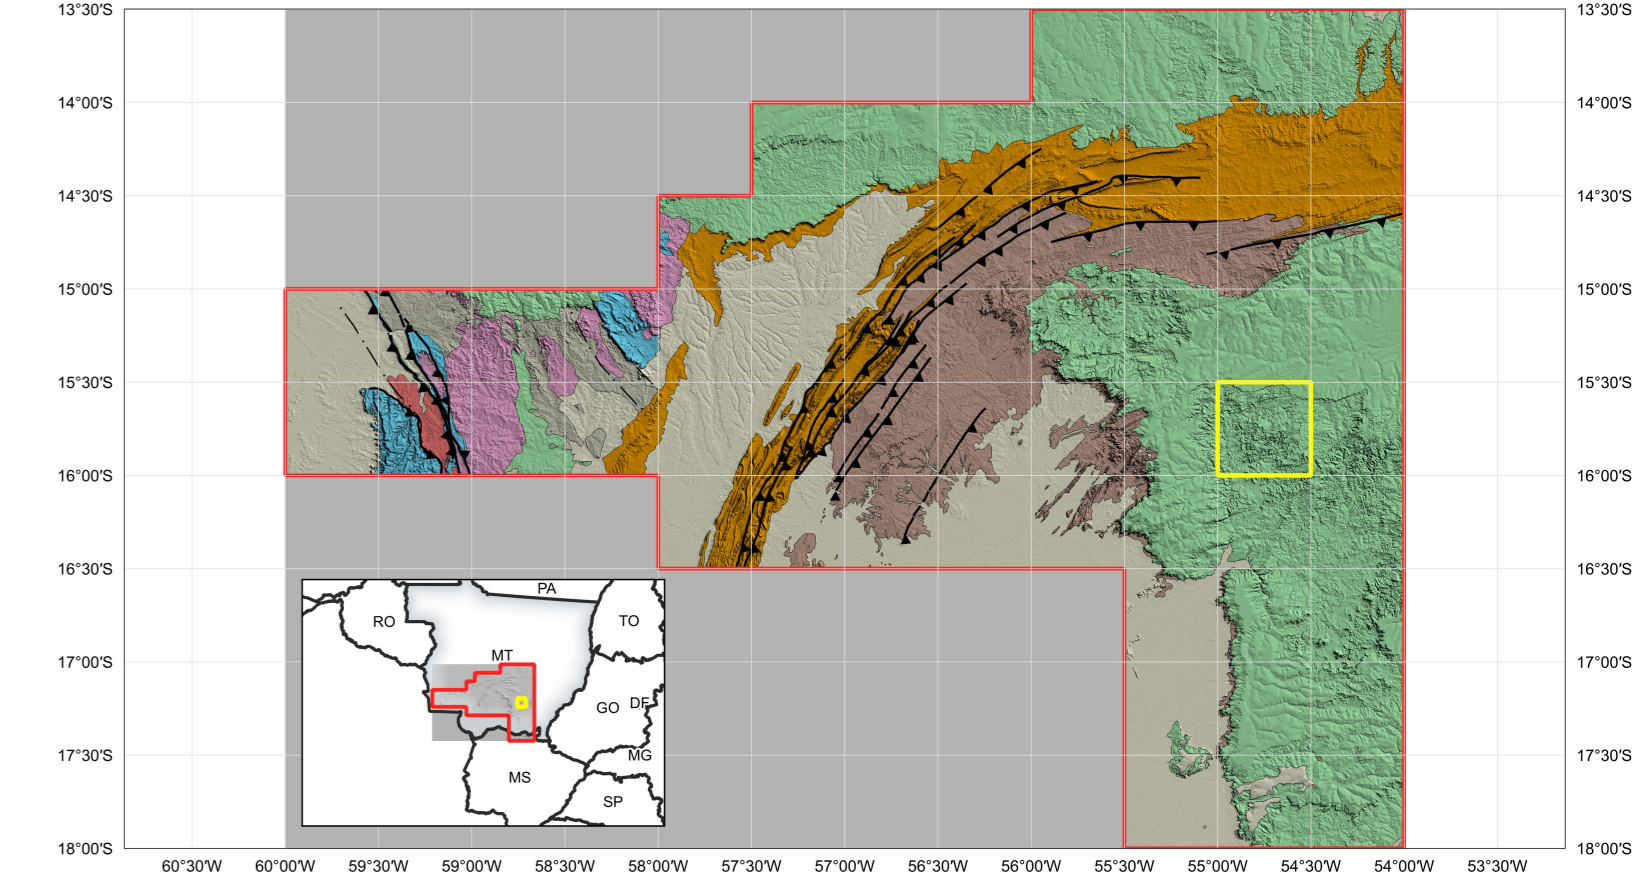 13°30′S 13°30′S
14°00′S 14°00′S
14°30′S 14°30′S
15°00′S 15°00′S
15°30′S 15°30′S
16°00′S 16°00′S
16°30′S 16°30′S
PA
RO TO
MT
17°00′S 17°00′S
GO DF
17°30′S 17°30′S
MG
MS
SP
18°00′S 18°00′S
60°30′W 60°00′W 59°30′W 59°00′W 58°30′W 58°00′W 57°30′W 57°00′W 56°30′W 56°00′W 55°30′W 55°00′W 54°30′W 54°00′W 53°30′W